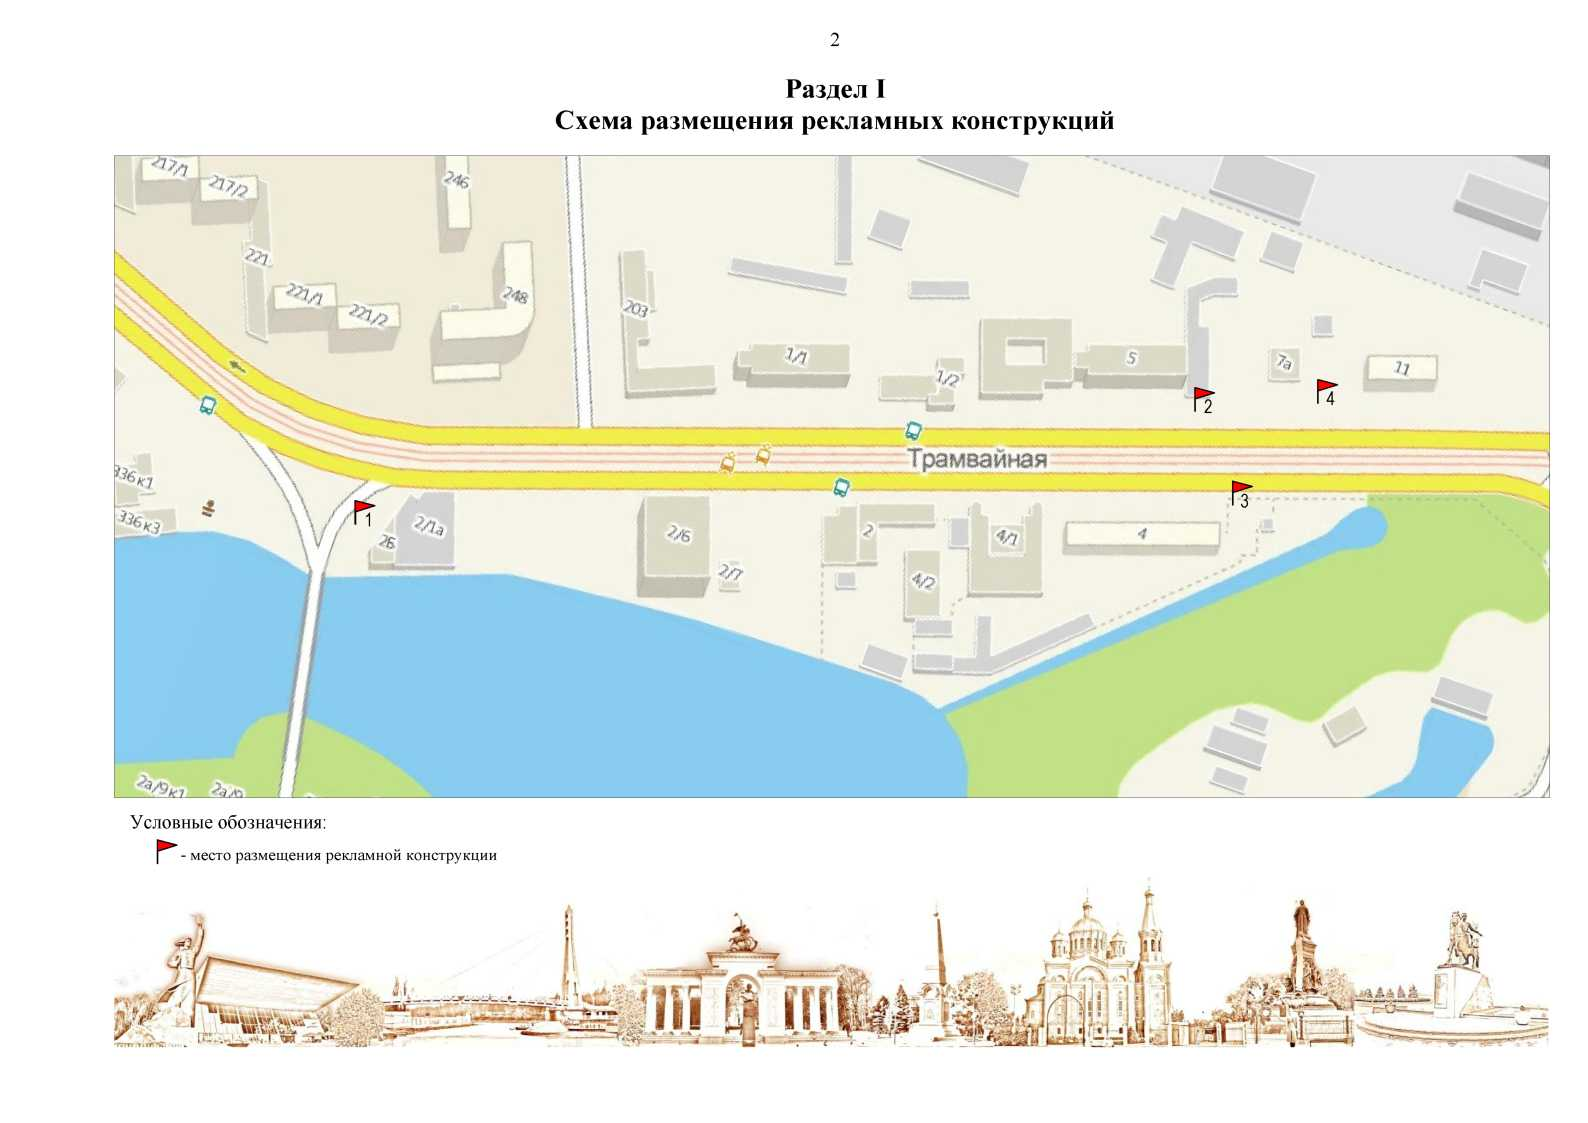 2
Раздел I
Схема размещения рекламных конструкций
217/1
217/2
246
221
221/1
221/2
248
203
1/1
1/2
5
7а
11
2
4
Трамвайная
336к1
336к3
1
2Б
2/1а
2/6
2/7
2
4/2
4/1
4
3
2а/9к1
2а/9
Условные обозначения:
- место размещения рекламной конструкции